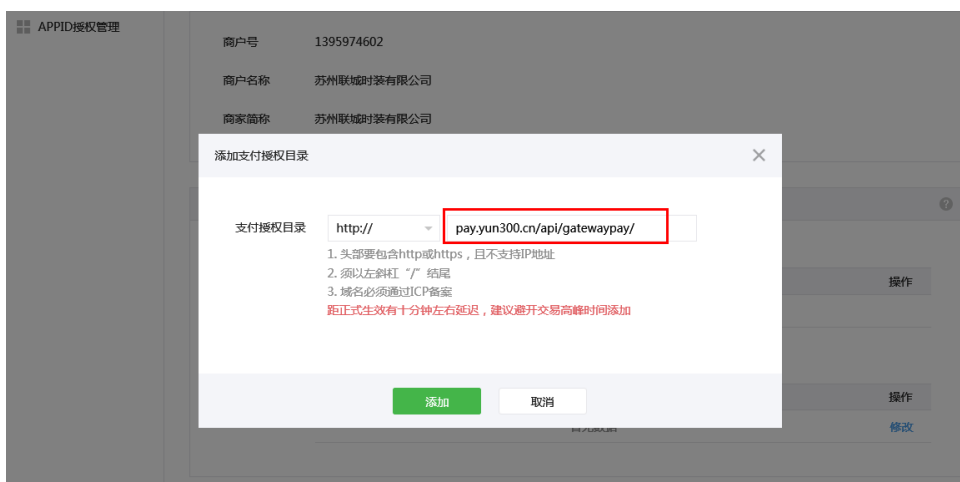 APPID授权管理
商户号 1395974602
商户名称 苏州联城时装有限公司
商家简称 苏州联城时装有限公司
添加支付授权目录
支付授权目录 http:// pay.yun300.cn/api/gatewaypay/
1. 头部要包含http或https，且不支持IP地址
2. 须以左斜杠“/”结尾
3. 域名必须通过ICP备案
距正式生效有十分钟左右延迟，建议避开交易高峰时间添加
操作
添加 取消
操作
修改